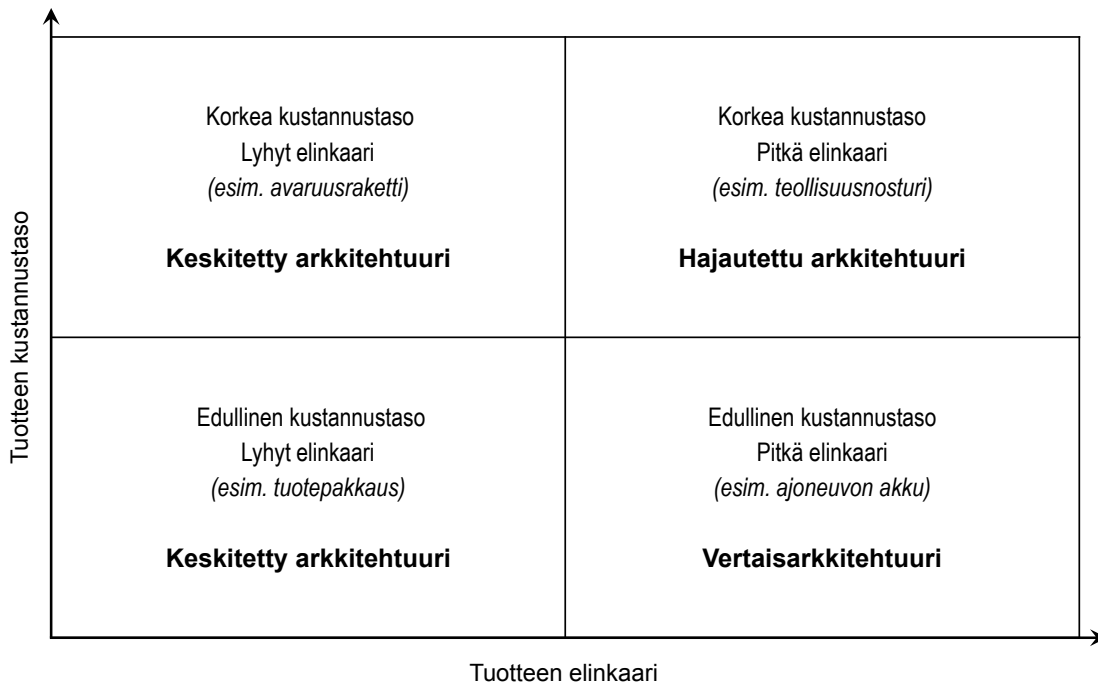 Tuotteen kustannustaso
Korkea kustannustaso
Lyhyt elinkaari
(esim. avaruusraketti)
Keskitetty arkkitehtuuri
Korkea kustannustaso
Pitkä elinkaari
(esim. teollisuusnosturi)
Hajautettu arkkitehtuuri
Edullinen kustannustaso
Lyhyt elinkaari
(esim. tuotepakkaus)
Keskitetty arkkitehtuuri
Edullinen kustannustaso
Pitkä elinkaari
(esim. ajoneuvon akku)
Vertaisarkkitehtuuri
Tuotteen elinkaari